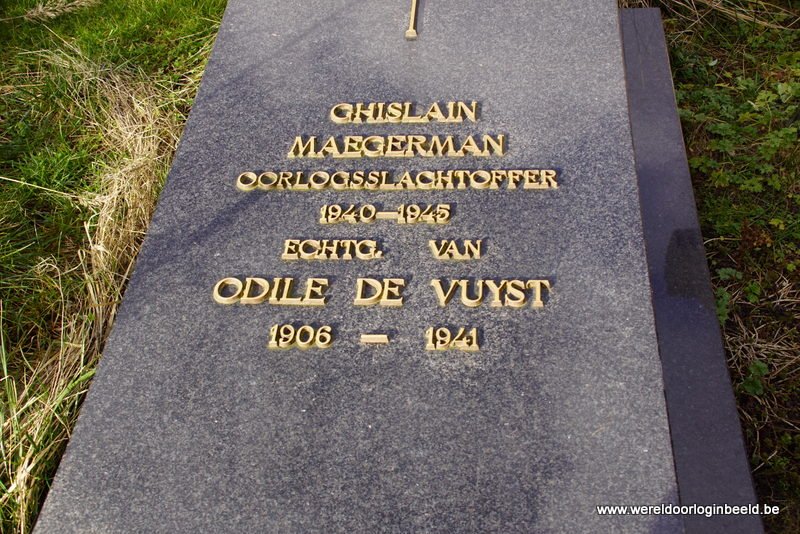 GHISLAIN
MAEGERMAN
OORLOGSSLACHTOFFER
1940—1945
ECHTG. VAN
ODILE DE VUYST
1906 — 1941
www.wereldoorloginbeeld.be